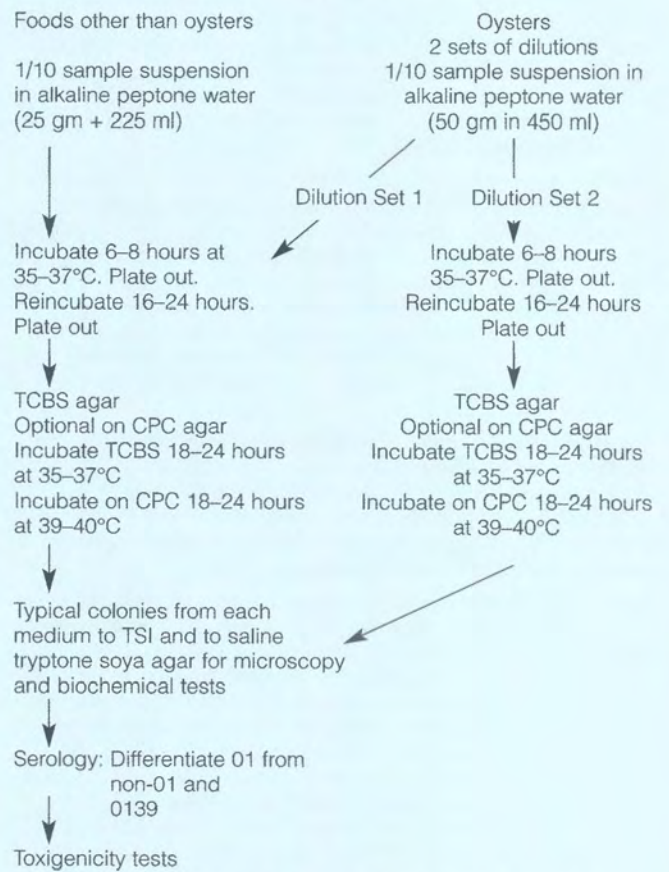 Foods other than oysters
1/10 sample suspension
in alkaline peptone water
(25 gm + 225 ml)
Oysters
2 sets of dilutions
1/10 sample suspension in
alkaline peptone water
(50 gm in 450 ml)
Dilution Set 1
Dilution Set 2
Incubate 6–8 hours at
35–37°C. Plate out.
Reincubate 16–24 hours.
Plate out
Incubate 6–8 hours
35–37°C. Plate out.
Reincubate 16–24 hours
Plate out
TCBS agar
Optional on CPC agar
Incubate TCBS 18–24 hours
at 35–37°C
Incubate on CPC 18–24 hours
at 39–40°C
TCBS agar
Optional on CPC agar
Incubate TCBS 18–24 hours
at 35–37°C
Incubate on CPC 18–24 hours
at 39–40°C
Typical colonies from each
medium to TSI and to saline
tryptone soya agar for microscopy
and biochemical tests
Serology: Differentiate 01 from
non-01 and
0139
Toxigenicity tests